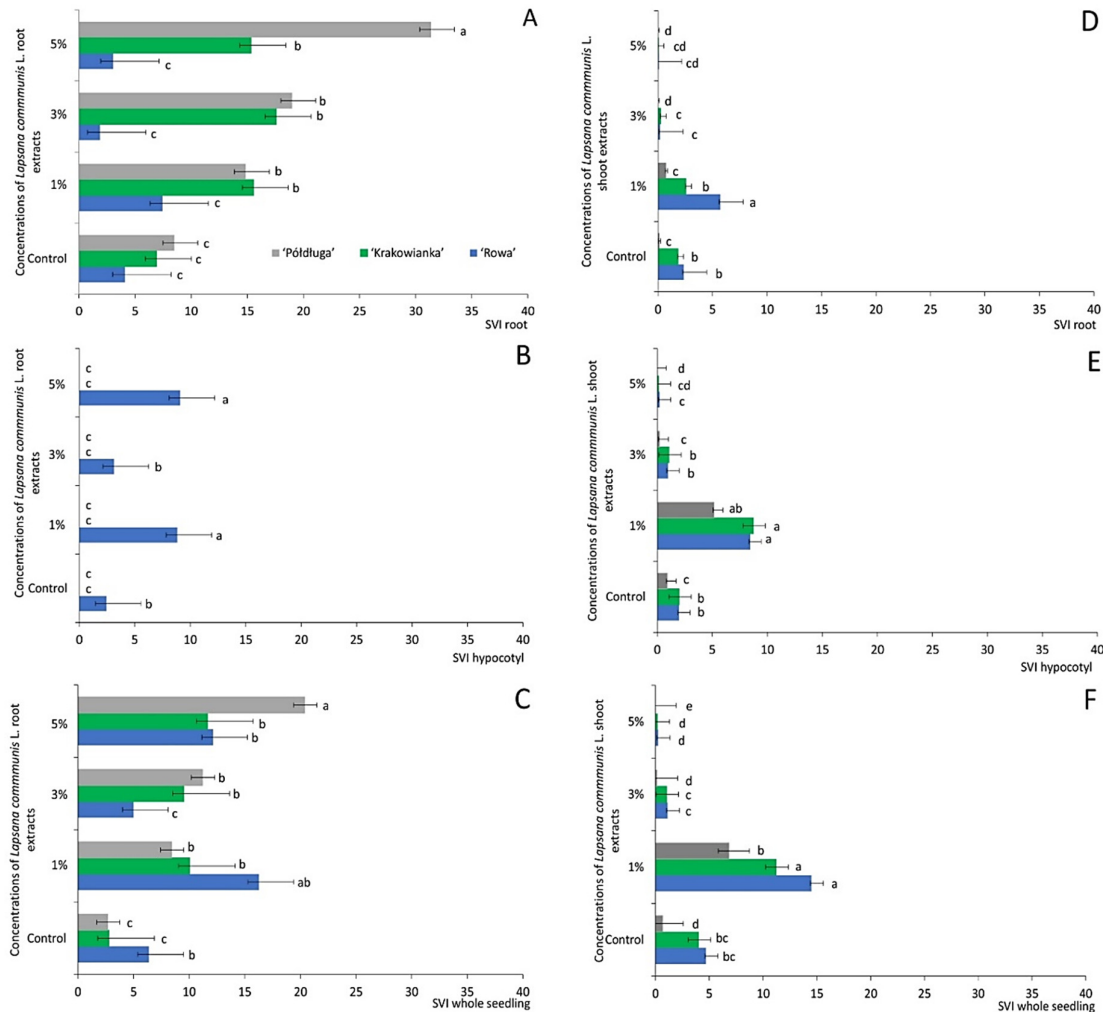 A
Concentrations of Lapsana commmunis L. root
extracts
5%
a
b
c
3%
b
b
c
1%
b
b
c
Control
c
c
c
'Półdługa'
'Krakowianka'
'Rowa'
0 5 10 15 20 25 30 35 40
SVI root
D
Concentrations of Lapsana commmunis L.
shoot extracts
5%
d
cd
cd
3%
d
c
c
1%
c
b
a
Control
c
b
b
0 5 10 15 20 25 30 35 40
SVI root
B
Concentrations of Lapsana commmunis L. root
extracts
5%
c
c
a
3%
c
c
b
1%
c
c
a
Control
c
c
b
0 5 10 15 20 25 30 35 40
SVI hypocotyl
E
Concentrations of Lapsana commmunis L. shoot
extracts
5%
d
cd
c
3%
c
b
b
1%
ab
a
a
Control
c
b
b
0 5 10 15 20 25 30 35 40
SVI hypocotyl
C
Concentrations of Lapsana commmunis L. root
extracts
5%
a
b
b
3%
b
b
c
1%
b
b
ab
Control
c
c
b
0 5 10 15 20 25 30 35 40
SVI whole seedling
F
Concentrations of Lapsana commmunis L. shoot
extracts
5%
e
d
d
3%
d
c
c
1%
b
a
a
Control
d
bc
bc
0 5 10 15 20 25 30 35 40
SVI whole seedling